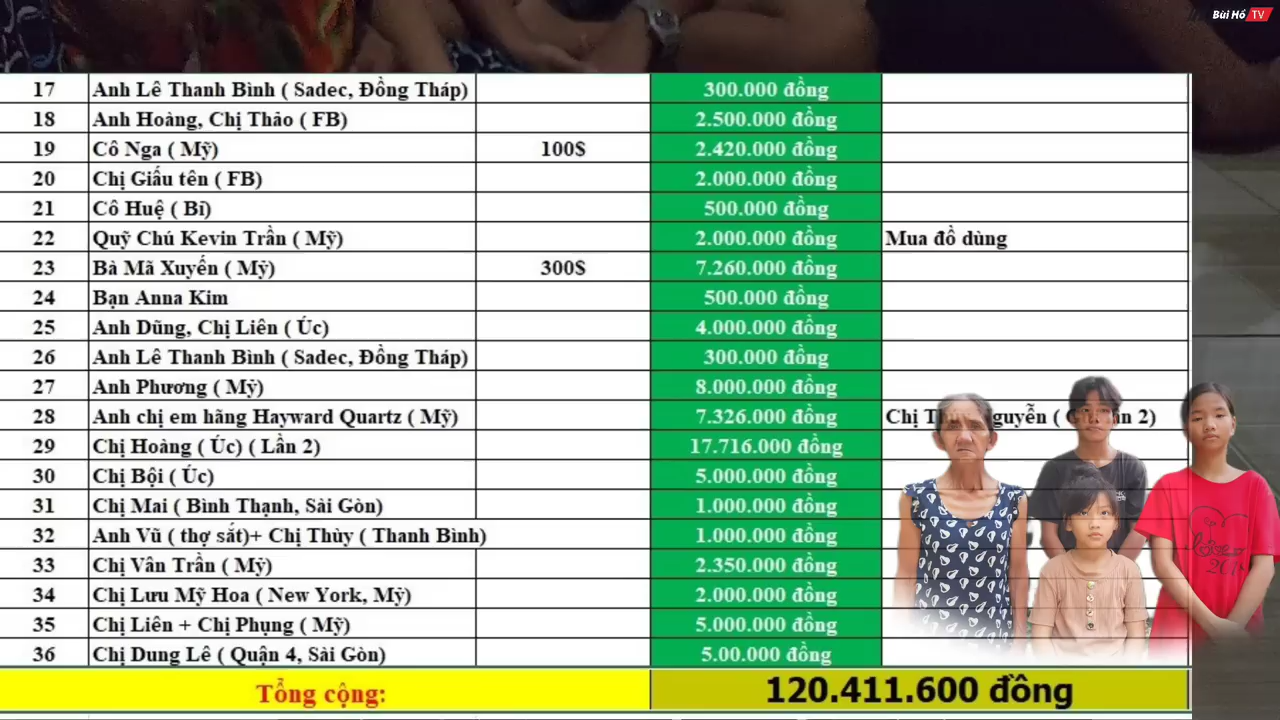 Bùi Hồ TV
17 Anh Lê Thanh Bình ( Sadec, Đồng Tháp) 300.000 đồng
18 Anh Hoàng, Chị Thảo ( FB) 2.500.000 đồng
19 Cô Nga ( Mỹ) 100$ 2.420.000 đồng
20 Chị Giấu tên ( FB) 2.000.000 đồng
21 Cô Huệ ( Bỉ) 500.000 đồng
22 Quỹ Chú Kevin Trần ( Mỹ) 2.000.000 đồng Mua đồ dùng
23 Bà Mã Xuyến ( Mỹ) 300$ 7.260.000 đồng
24 Bạn Anna Kim 500.000 đồng
25 Anh Dũng, Chị Liên ( Úc) 4.000.000 đồng
26 Anh Lê Thanh Bình ( Sadec, Đồng Tháp) 300.000 đồng
27 Anh Phương ( Mỹ) 8.000.000 đồng
28 Anh chị em hãng Hayward Quartz ( Mỹ) 7.326.000 đồng Chị 2)
29 Chị Hoàng ( Úc) ( Lần 2) 17.716.000 đồng
30 Chị Bội ( Úc) 5.000.000 đồng
31 Chị Mai ( Bình Thạnh, Sài Gòn) 1.000.000 đồng
32 Anh Vũ ( thợ sắt)+ Chị Thùy ( Thanh Bình) 1.000.000 đồng
33 Chị Vân Trần ( Mỹ) 2.350.000 đồng
34 Chị Lưu Mỹ Hoa ( New York, Mỹ) 2.000.000 đồng
35 Chị Liên + Chị Phụng ( Mỹ) 5.000.000 đồng
36 Chị Dung Lê ( Quận 4, Sài Gòn) 5.00.000 đồng
Tổng cộng: 120.411.600 đồng